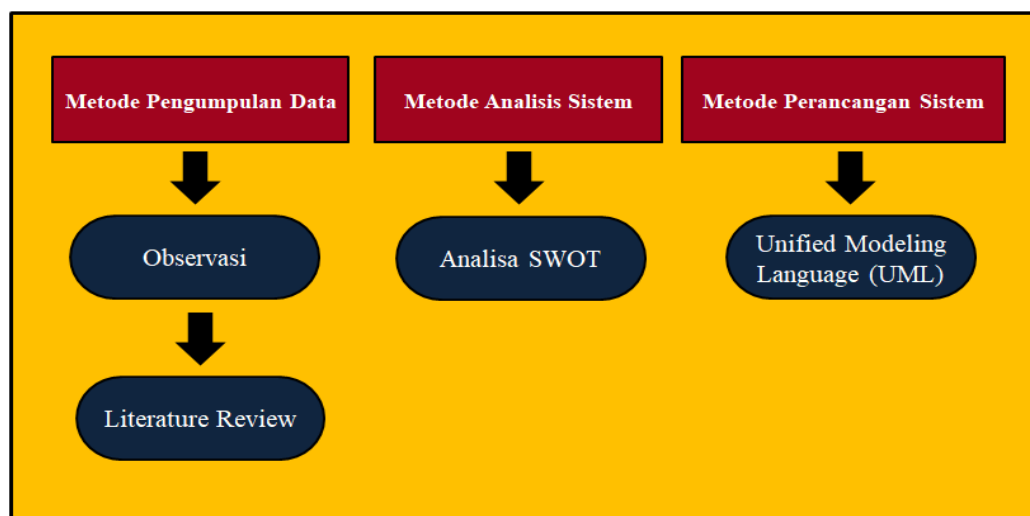 Metode Pengumpulan Data
Metode Analisis Sistem
Metode Perancangan Sistem
Observasi
Analisa SWOT
Unified Modeling
Language (UML)
Literature Review